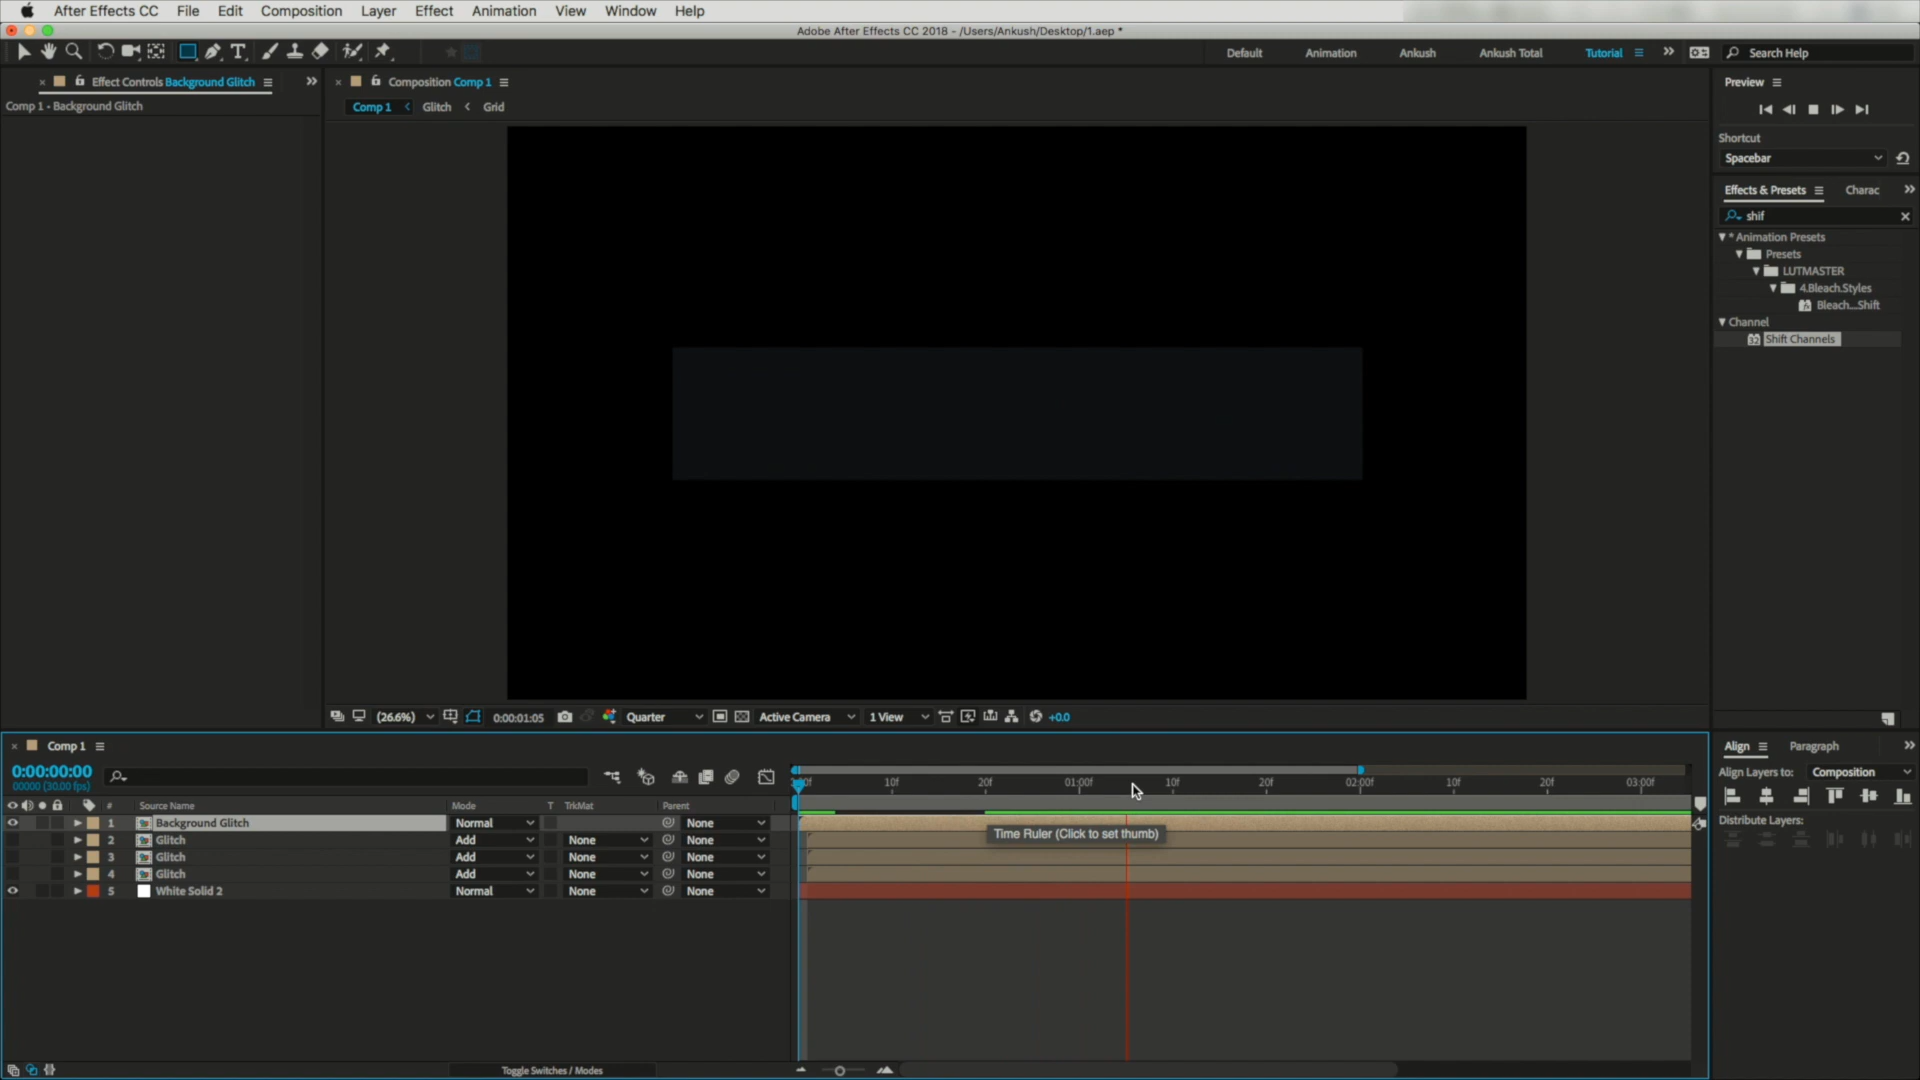 After Effects CC File Edit Composition Layer Effect Animation View Window Help
Adobe After Effects CC 2018 - /Users/Ankush/Desktop/1.aep *
Default Animation Ankush Ankush Total Tutorial Search Help
Effect Controls Background Glitch
Composition Comp 1
Preview
Comp 1 - Background Glitch
Comp 1 Glitch Grid
Shortcut
Spacebar
Effects & Presets Charac
shif
* Animation Presets
Presets
LUTMASTER
4.Bleach.Styles
Bleach...Shift
Channel
32 Shift Channels
(26.6%) 0:00:01:05 Quarter Active Camera 1 View +0.0
Comp 1
Align Paragraph
0:00:00:00
00000 (30.00 fps)
Align Layers to: Composition
10f 20f 01:00f 10f 20f 02:00f 10f 20f 03:00f
# Source Name Mode T TrkMat Parent
Distribute Layers:
1 Background Glitch Normal None
Time Ruler (Click to set thumb)
2 Glitch Add None None
3 Glitch Add None None
4 Glitch Add None None
5 White Solid 2 Normal None None
Toggle Switches / Modes